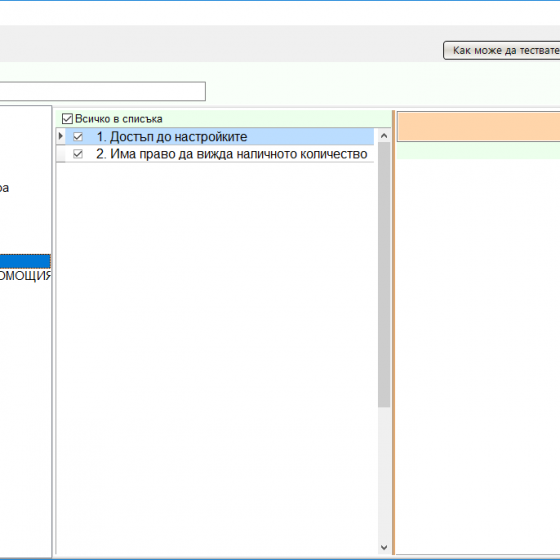 Как може да тествате
Всичко в списъка
1. Достъп до настройките
2. Има право да вижда наличното количество
ра
ОМОЩИЯ